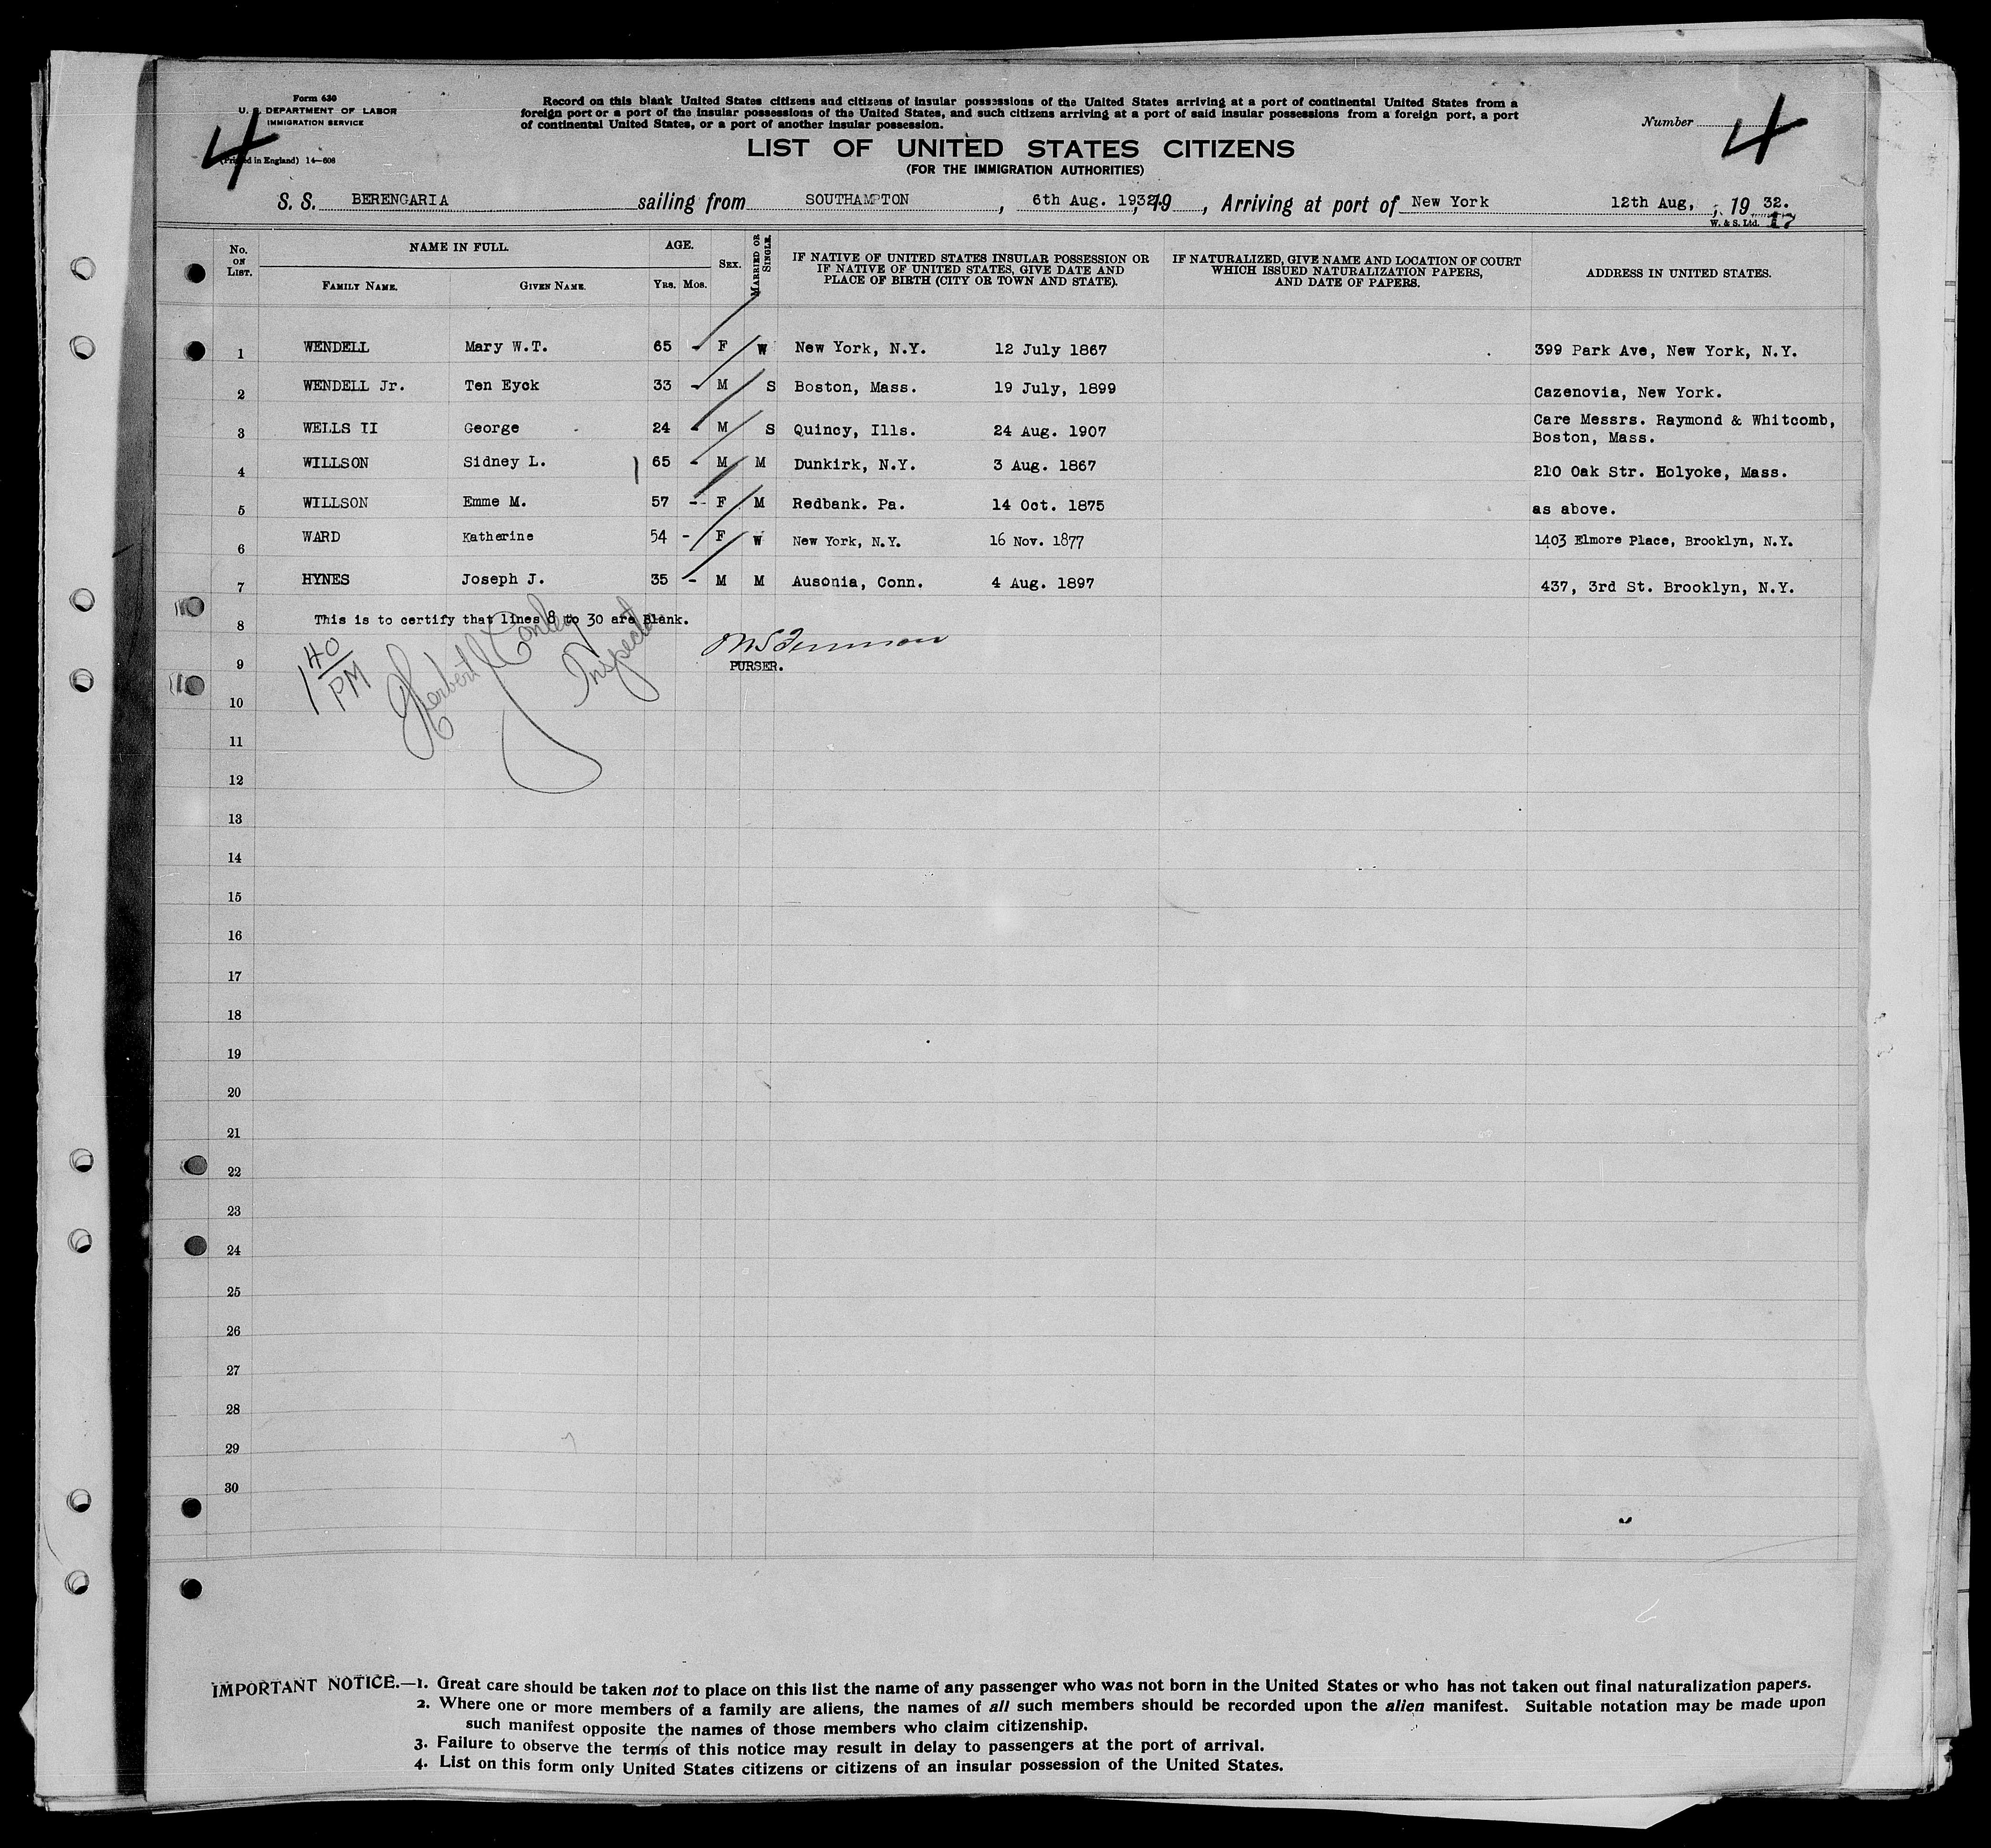 Form 630
U. S. DEPARTMENT OF LABOR
IMMIGRATION SERVICE
(Printed in England) 14—608
4
Record on this blank United States citizens and citizens of insular possessions of the United States arriving at a port of continental United States from a
foreign port or a port of the insular possessions of the United States, and such citizens arriving at a port of said insular possessions from a foreign port, a port
of continental United States, or a port of another insular possession.
Number 4
LIST OF UNITED STATES CITIZENS
(FOR THE IMMIGRATION AUTHORITIES)
S. S. BERENGARIA sailing from SOUTHAMPTON, 6th Aug. 1932, 19, Arriving at port of New York 12th Aug, , 19 32.
W. & S. Ltd. 17
No. ON LIST. NAME IN FULL. AGE. SEX. MARRIED OR SINGLE. IF NATIVE OF UNITED STATES INSULAR POSSESSION OR IF NATIVE OF UNITED STATES, GIVE DATE AND PLACE OF BIRTH (CITY OR TOWN AND STATE). IF NATURALIZED, GIVE NAME AND LOCATION OF COURT WHICH ISSUED NATURALIZATION PAPERS, AND DATE OF PAPERS. ADDRESS IN UNITED STATES.
FAMILY NAME. GIVEN NAME. YRS. MOS.
1 WENDELL Mary W.T. 65 - F W New York, N.Y. 12 July 1867 399 Park Ave, New York, N.Y.
2 WENDELL Jr. Ten Eyck 33 - M S Boston, Mass. 19 July, 1899 Cazenovia, New York.
3 WELLS II George 24 - M S Quincy, Ills. 24 Aug. 1907 Care Messrs. Raymond & Whitcomb, Boston, Mass.
4 WILLSON Sidney L. 65 - M M Dunkirk, N.Y. 3 Aug. 1867 210 Oak Str. Holyoke, Mass.
5 WILLSON Emme M. 57 - F M Redbank. Pa. 14 Oct. 1875 as above.
6 WARD Katherine 54 - F W New York, N.Y. 16 Nov. 1877 1403 Elmore Place, Brooklyn, N.Y.
7 HYNES Joseph J. 35 - M M Ausonia, Conn. 4 Aug. 1897 437, 3rd St. Brooklyn, N.Y.
8 This is to certify that lines 8 to 30 are Blank.
1 40 PM
Herbert J Conley
Inspector
9 PURSER.
10
11
12
13
14
15
16
17
18
19
20
21
22
23
24
25
26
27
28
29
30
IMPORTANT NOTICE.—1. Great care should be taken not to place on this list the name of any passenger who was not born in the United States or who has not taken out final naturalization papers.
2. Where one or more members of a family are aliens, the names of all such members should be recorded upon the alien manifest. Suitable notation may be made upon
such manifest opposite the names of those members who claim citizenship.
3. Failure to observe the terms of this notice may result in delay to passengers at the port of arrival.
4. List on this form only United States citizens or citizens of an insular possession of the United States.